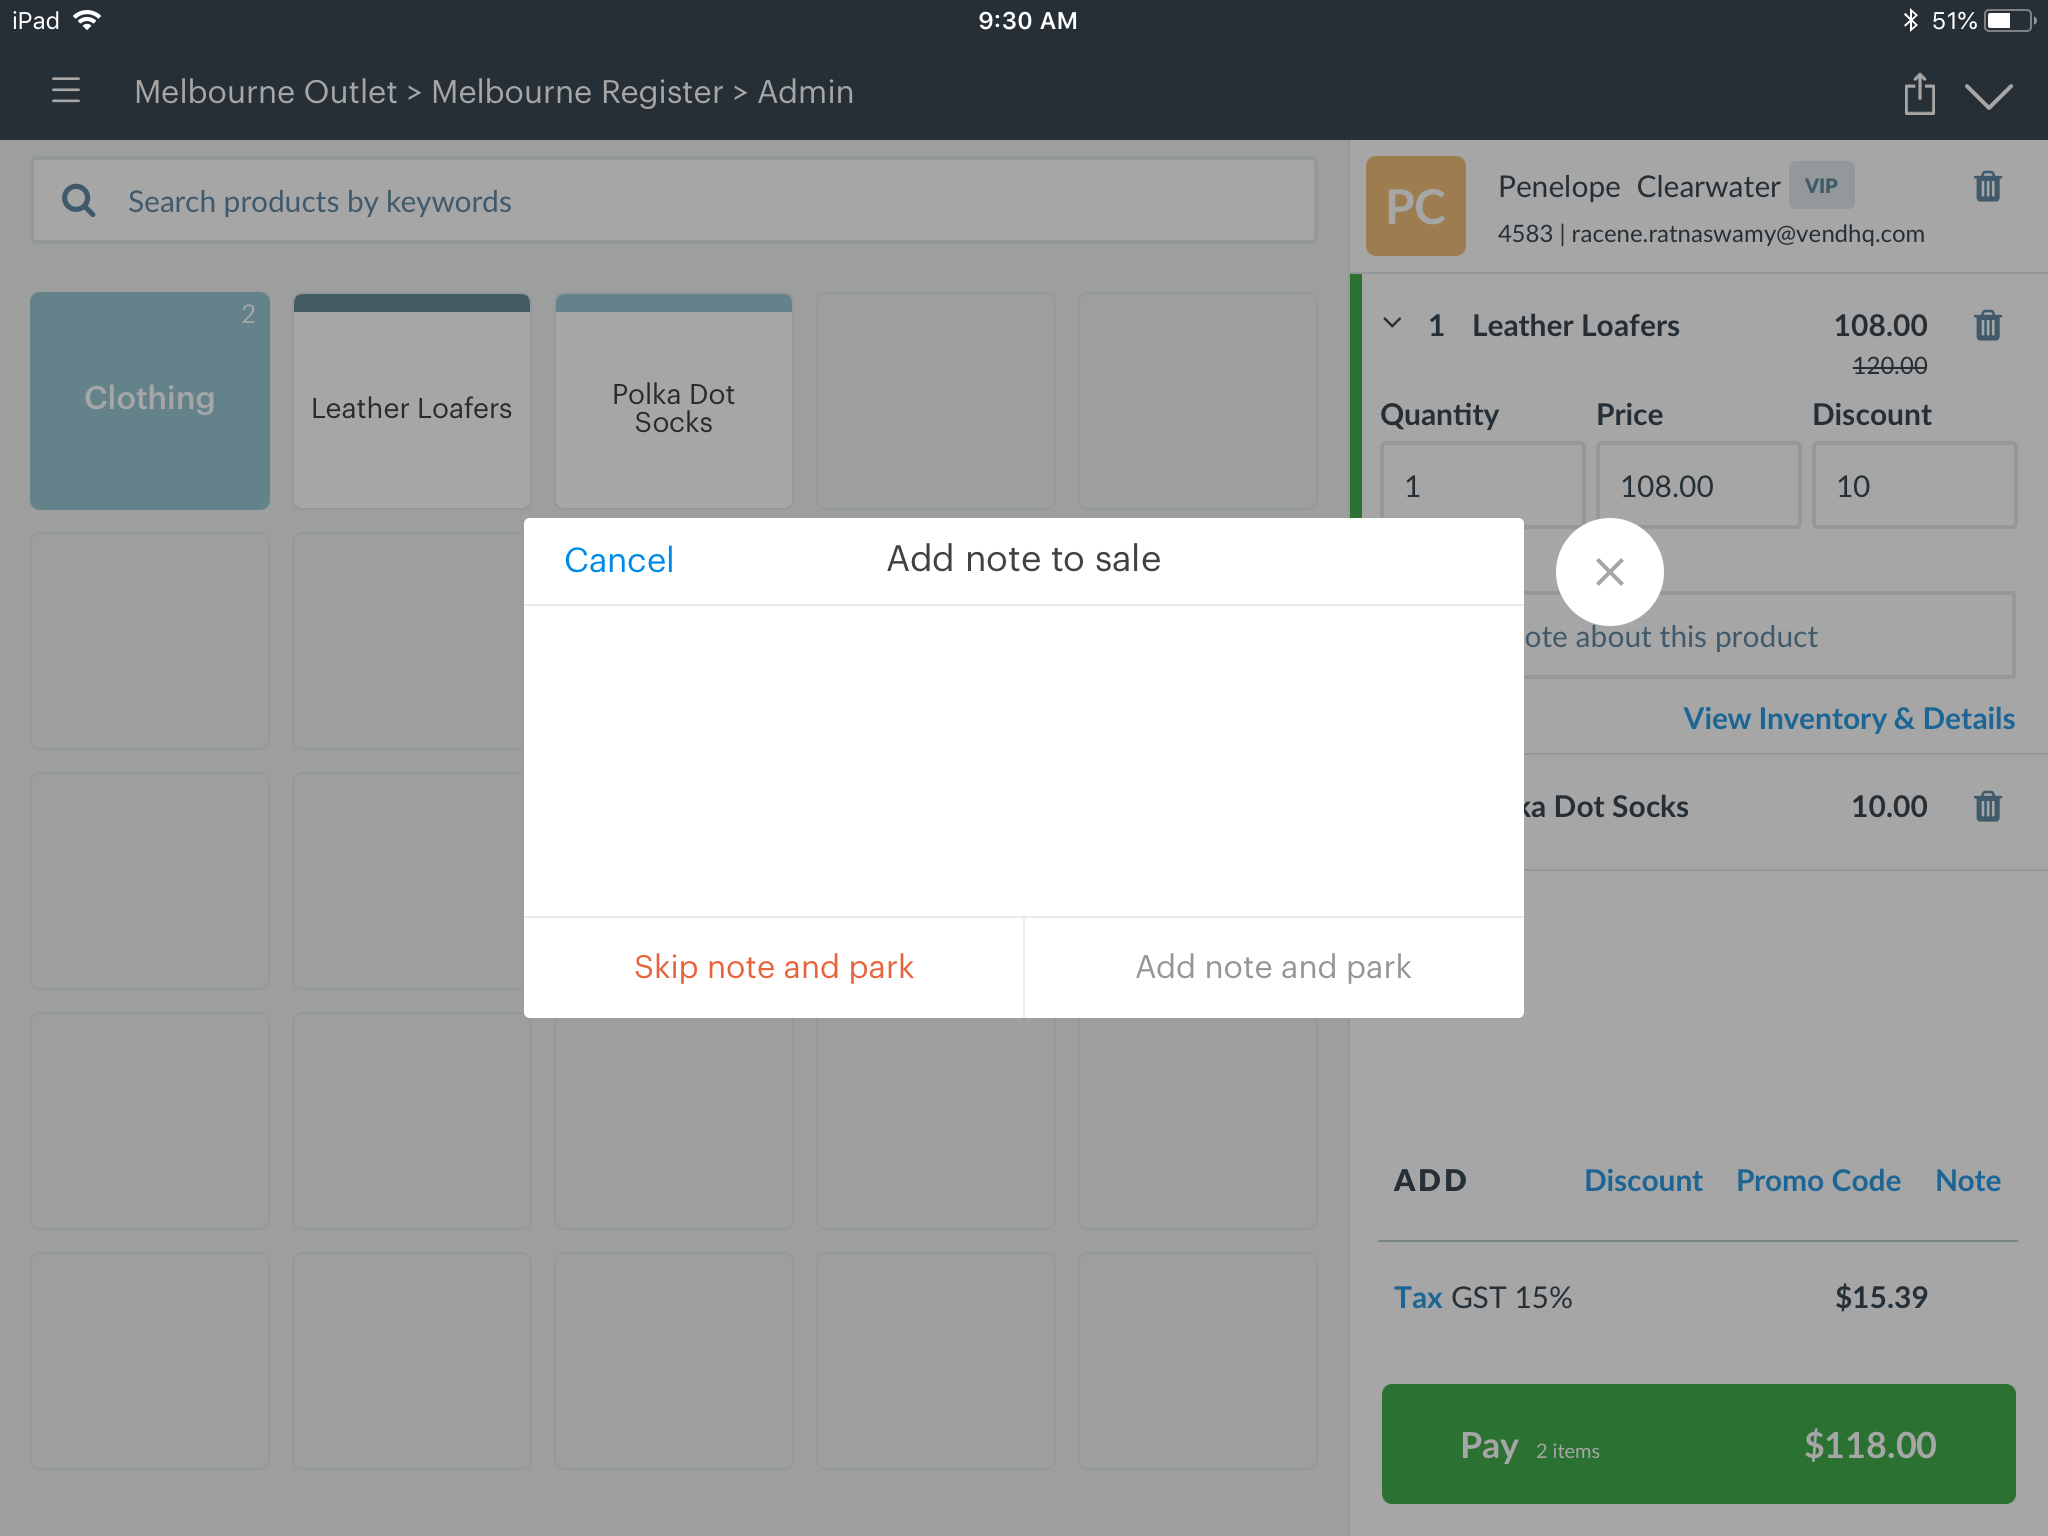 iPad
9:30 AM
51%
Melbourne Outlet > Melbourne Register > Admin
Search products by keywords
Clothing
2
Leather Loafers
Polka Dot
Socks
PC
Penelope Clearwater VIP
4583 | racene.ratnaswamy@vendhq.com
1 Leather Loafers 108.00
120.00
Quantity Price Discount
1 108.00 10
Cancel
Add note to sale
Skip note and park
Add note and park
about this product
View Inventory & Details
Dot Socks 10.00
ADD Discount Promo Code Note
Tax GST 15% $15.39
Pay 2 items $118.00